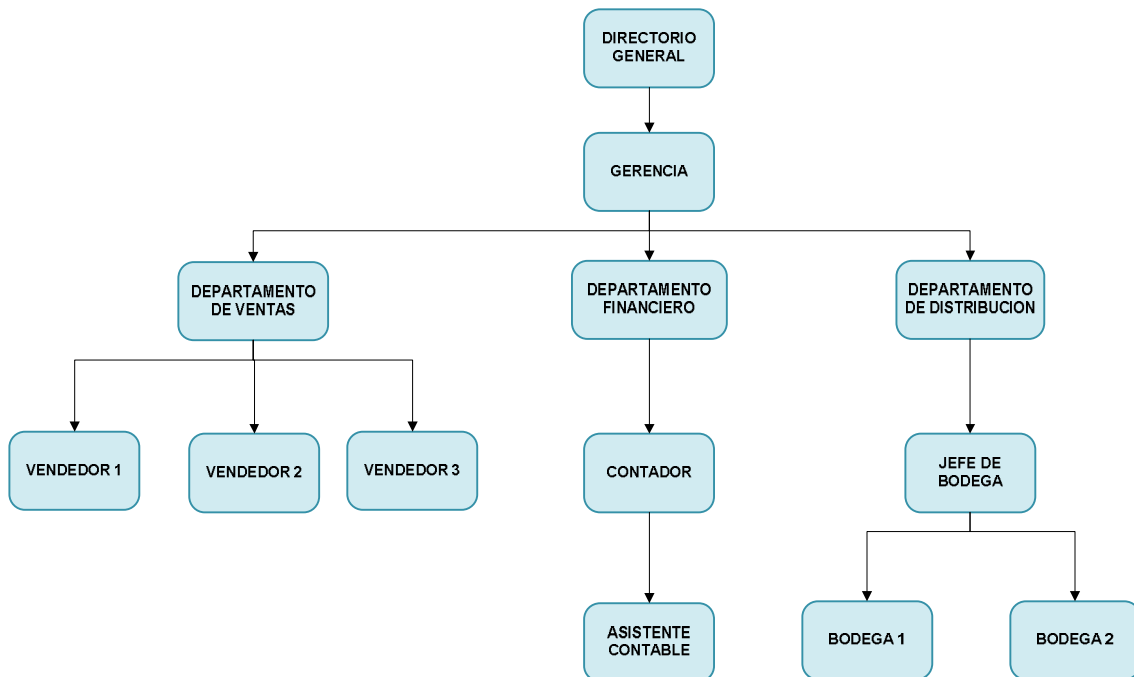 DIRECTORIO
GENERAL
GERENCIA
DEPARTAMENTO
DE VENTAS
DEPARTAMENTO
FINANCIERO
DEPARTAMENTO
DE DISTRIBUCION
VENDEDOR 1
VENDEDOR 2
VENDEDOR 3
CONTADOR
JEFE DE
BODEGA
ASISTENTE
CONTABLE
BODEGA 1
BODEGA 2